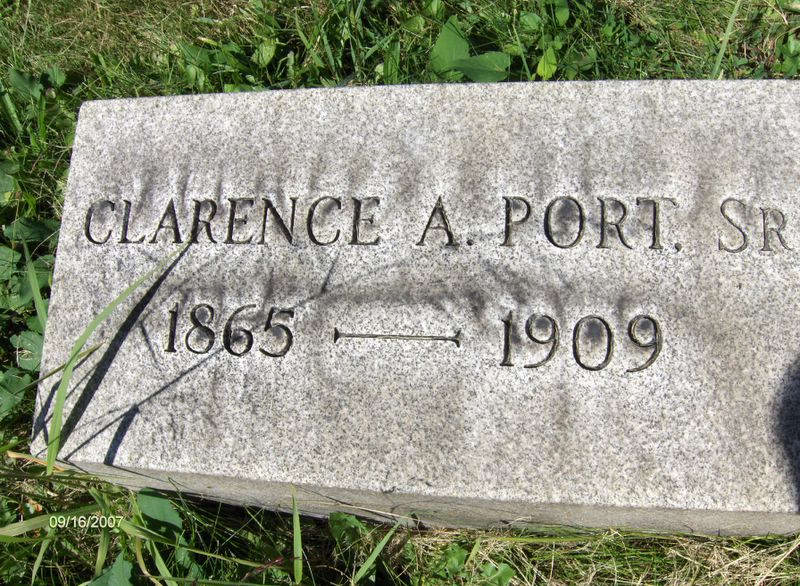 CLARENCE A. PORT. SR
1865 — 1909
09/16/2007